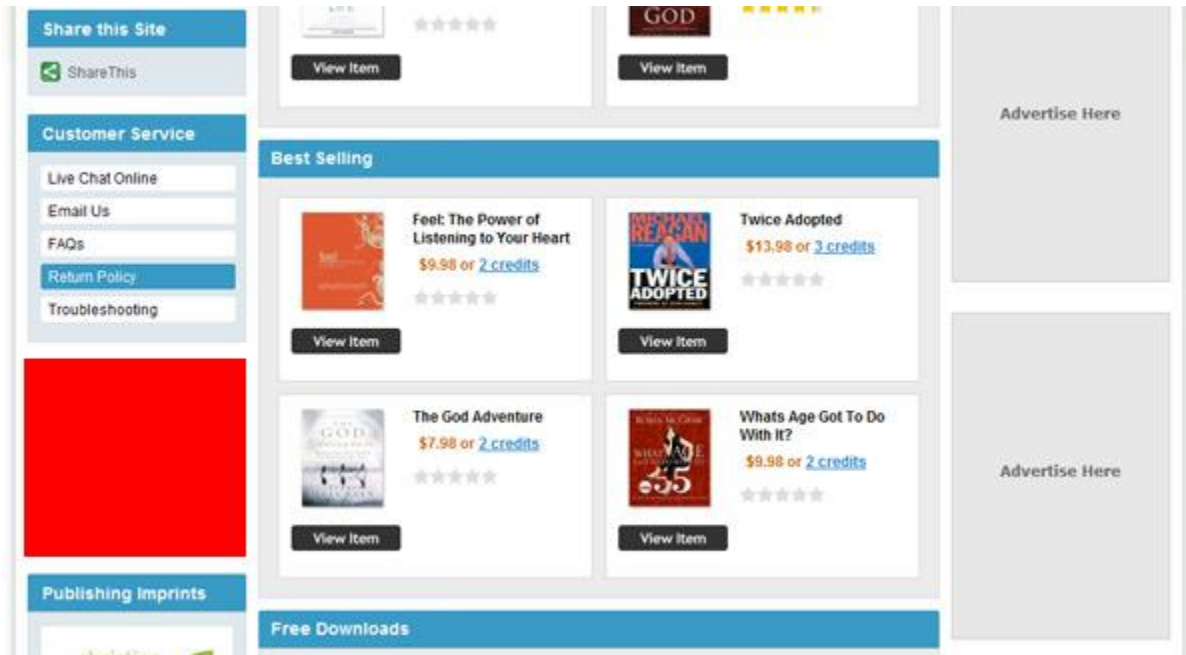 Share this Site
ShareThis
Customer Service
Live Chat Online
Email Us
FAQs
Return Policy
Troubleshooting
Publishing Imprints
GOD
View Item
View Item
Best Selling
Feel: The Power of
Listening to Your Heart
$9.98 or 2 credits
View Item
MICHAEL
REAGAN
TWICE
ADOPTED
Twice Adopted
$13.98 or 3 credits
View Item
GOD
The God Adventure
$7.98 or 2 credits
View Item
35
Whats Age Got To Do
With It?
$9.98 or 2 credits
View Item
Free Downloads
Advertise Here
Advertise Here